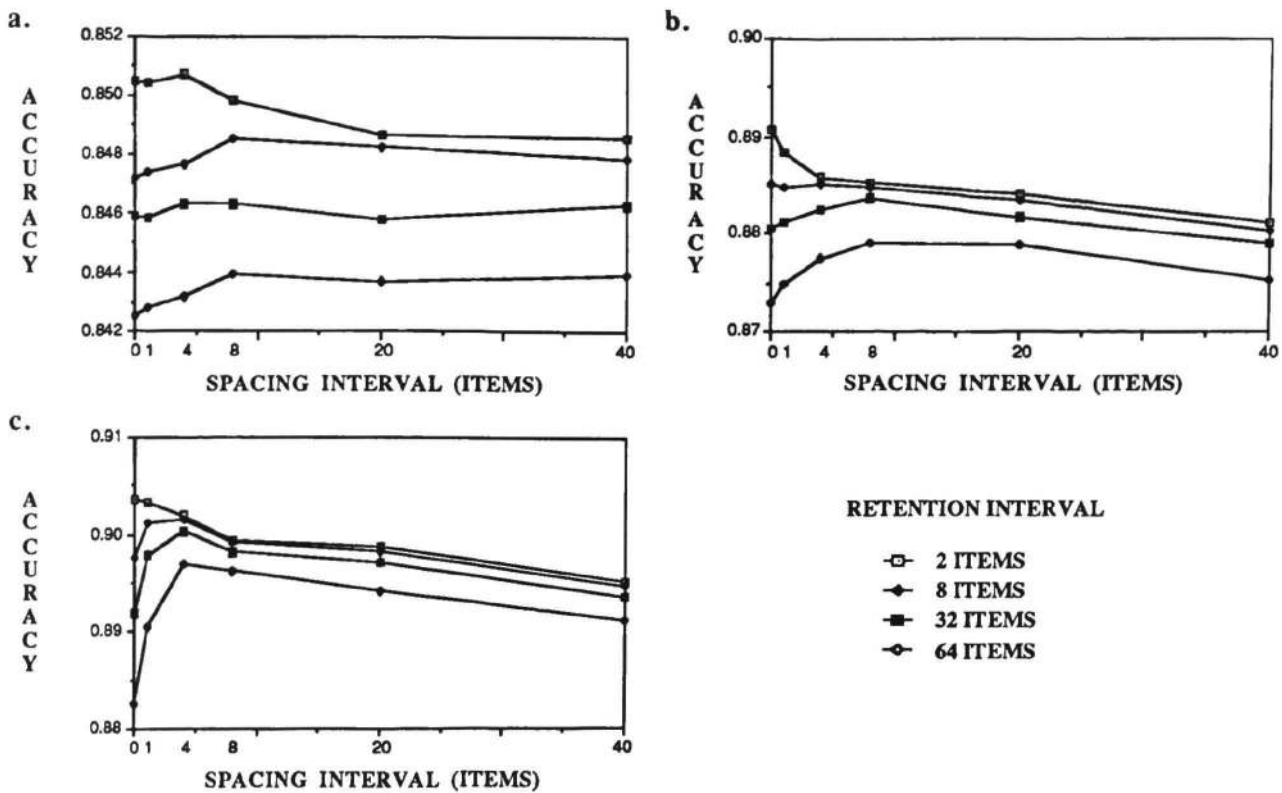 a.
0.852
0.850
0.848
0.846
0.844
0.842
ACCURACY
0 1 4 8 20 40
SPACING INTERVAL (ITEMS)
b.
0.90
0.89
0.88
0.87
ACCURACY
0 1 4 8 20 40
SPACING INTERVAL (ITEMS)
c.
0.91
0.90
0.89
0.88
ACCURACY
0 1 4 8 20 40
SPACING INTERVAL (ITEMS)
RETENTION INTERVAL
2 ITEMS
8 ITEMS
32 ITEMS
64 ITEMS